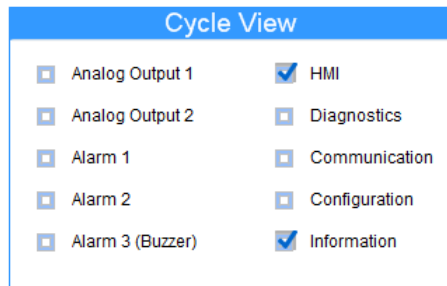 Cycle View
Analog Output 1
HMI
Analog Output 2
Diagnostics
Alarm 1
Communication
Alarm 2
Configuration
Alarm 3 (Buzzer)
Information